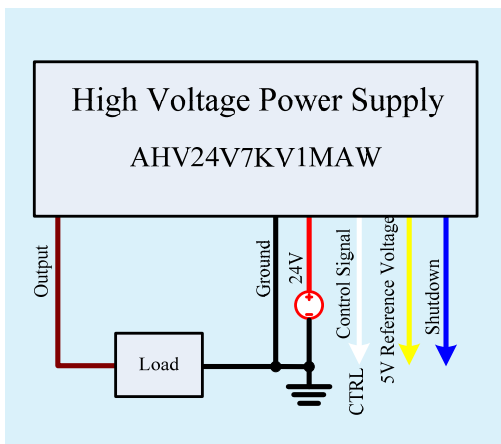 High Voltage Power Supply
AHV24V7KV1MAW
Output
Ground
24V
Control Signal
CTRL
5V Reference Voltage
Shutdown
Load